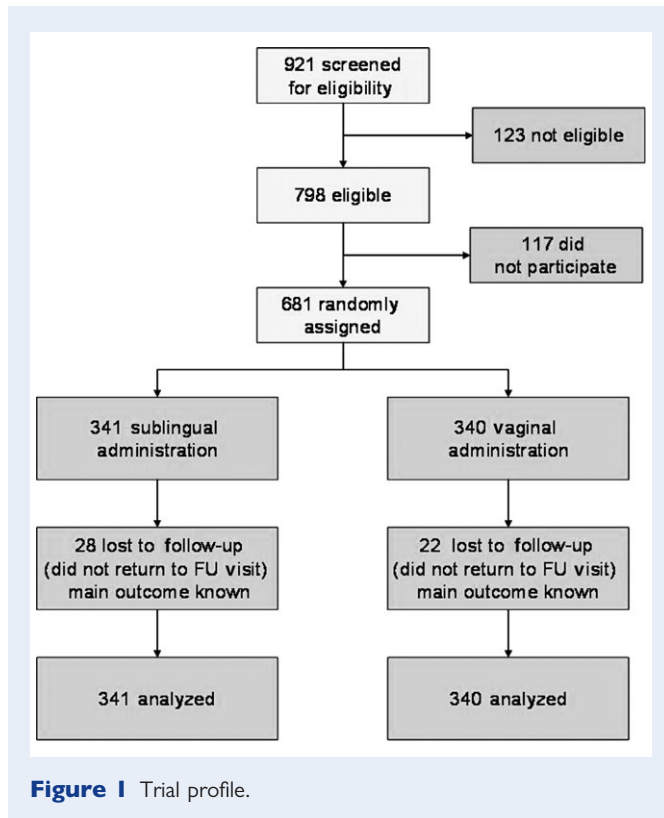 921 screened
for eligibility
123 not eligible
798 eligible
117 did
not participate
681 randomly
assigned
341 sublingual
administration
340 vaginal
administration
28 lost to follow-up
(did not return to FU visit)
main outcome known
22 lost to follow-up
(did not return to FU visit)
main outcome known
341 analyzed
340 analyzed
Figure 1 Trial profile.